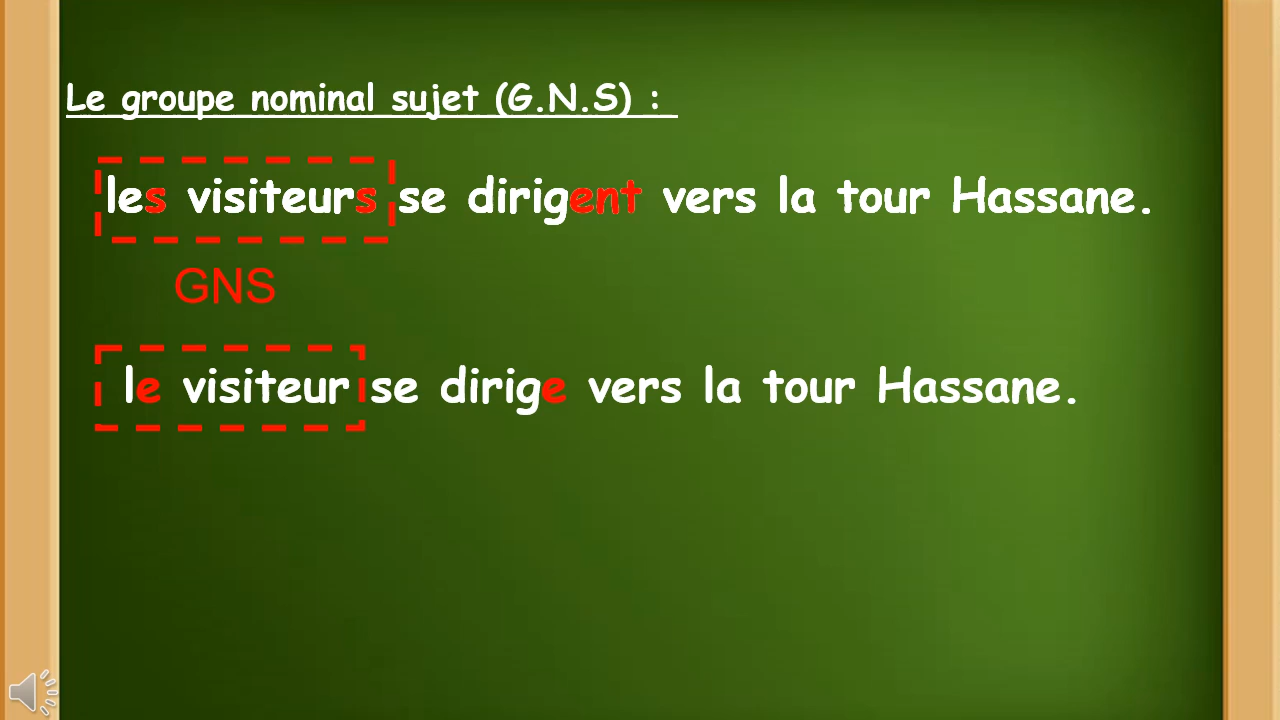 Le groupe nominal sujet (G.N.S) :
les visiteurs se dirigent vers la tour Hassane.
GNS
le visiteur se dirige vers la tour Hassane.